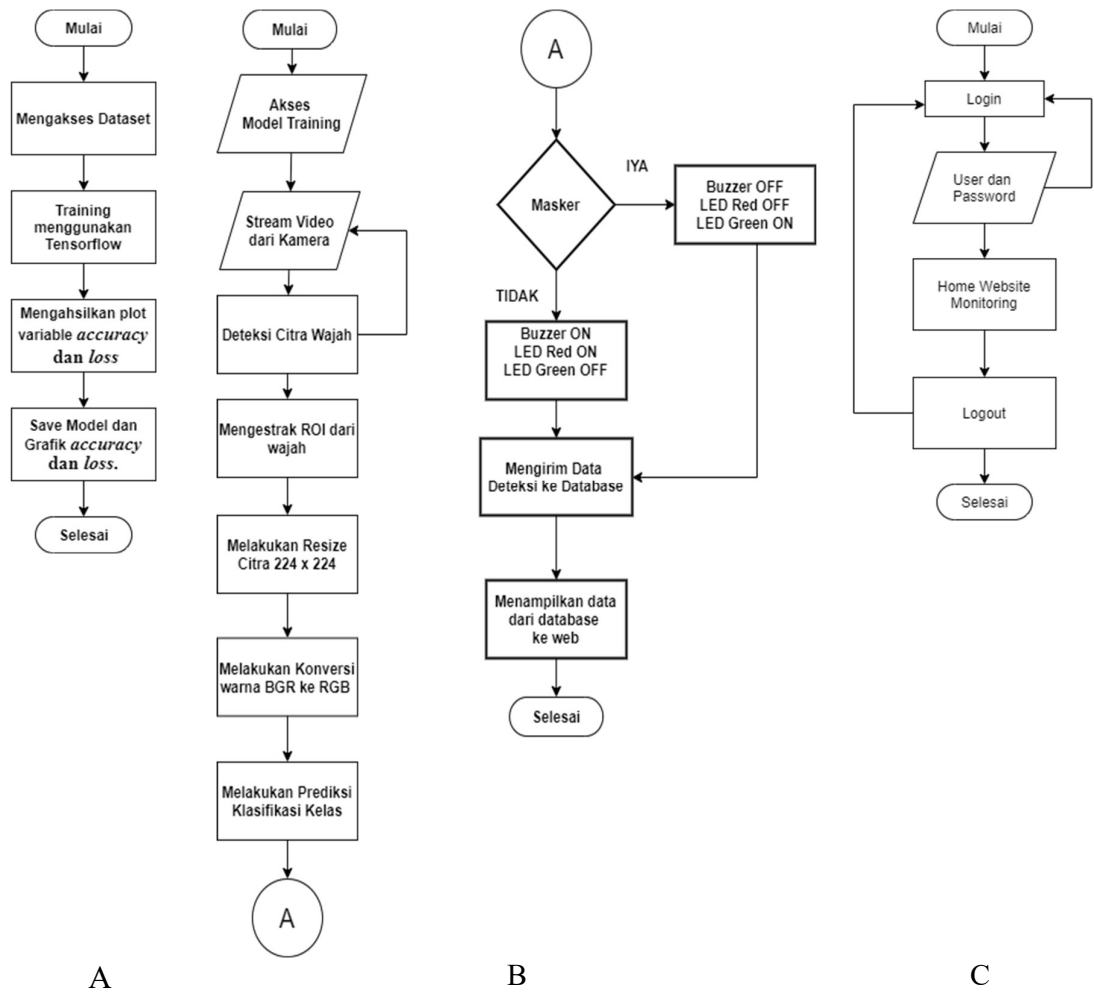 Mulai
Mengakses Dataset
Training
menggunakan
Tensorflow
Mengahsilkan plot
variable accuracy
dan loss
Save Model dan
Grafik accuracy
dan loss.
Selesai
Mulai
Akses
Model Training
Stream Video
dari Kamera
Deteksi Citra Wajah
Mengestrak ROI dari
wajah
Melakukan Resize
Citra 224 x 224
Melakukan Konversi
warna BGR ke RGB
Melakukan Prediksi
Klasifikasi Kelas
A
A
Masker
IYA
Buzzer OFF
LED Red OFF
LED Green ON
TIDAK
Buzzer ON
LED Red ON
LED Green OFF
Mengirim Data
Deteksi ke Database
Menampilkan data
dari database
ke web
Selesai
Mulai
Login
User dan
Password
Home Website
Monitoring
Logout
Selesai
A
B
C